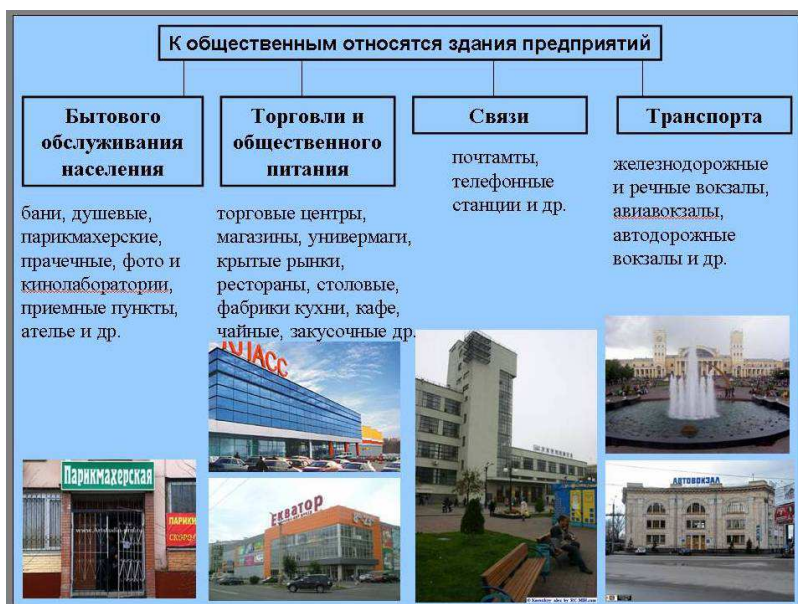 К общественным относятся здания предприятий
Бытового
обслуживания
населения
бани, душевые,
парикмахерские,
прачечные, фото и
кинолаборатории,
приемные пункты,
ателье и др.
Торговли и
общественного
питания
торговые центры,
магазины, универмаги,
крытые рынки,
рестораны, столовые,
фабрики кухни, кафе,
чайные, закусочные др.
Связи
почтамты,
телефонные
станции и др.
Транспорта
железнодорожные
и речные вокзалы,
авиавокзалы,
автодорожные
вокзалы и др.
КЛАСС
Парикмахерская
Екватор
АВТОВОКЗАЛ